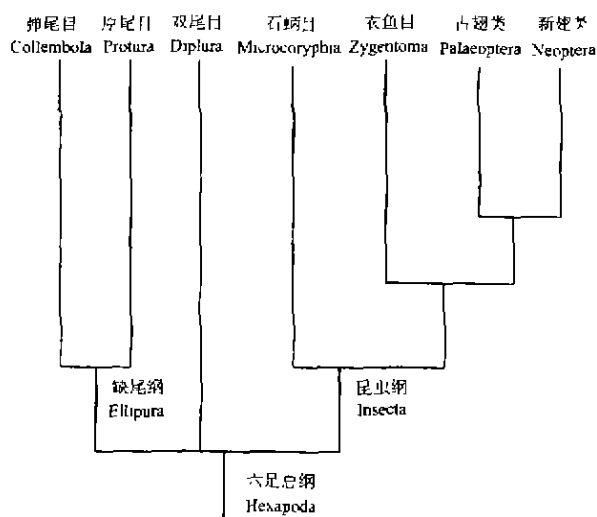 弹尾目 原尾目 双尾目 石蛃目 衣鱼目 古翅类 新翅类
Collembola Protura Diplura Microcoryphia Zygentoma Palaeoptera Neoptera
缺尾纲 昆虫纲
Ellipura Insecta
六足总纲
Hexapoda